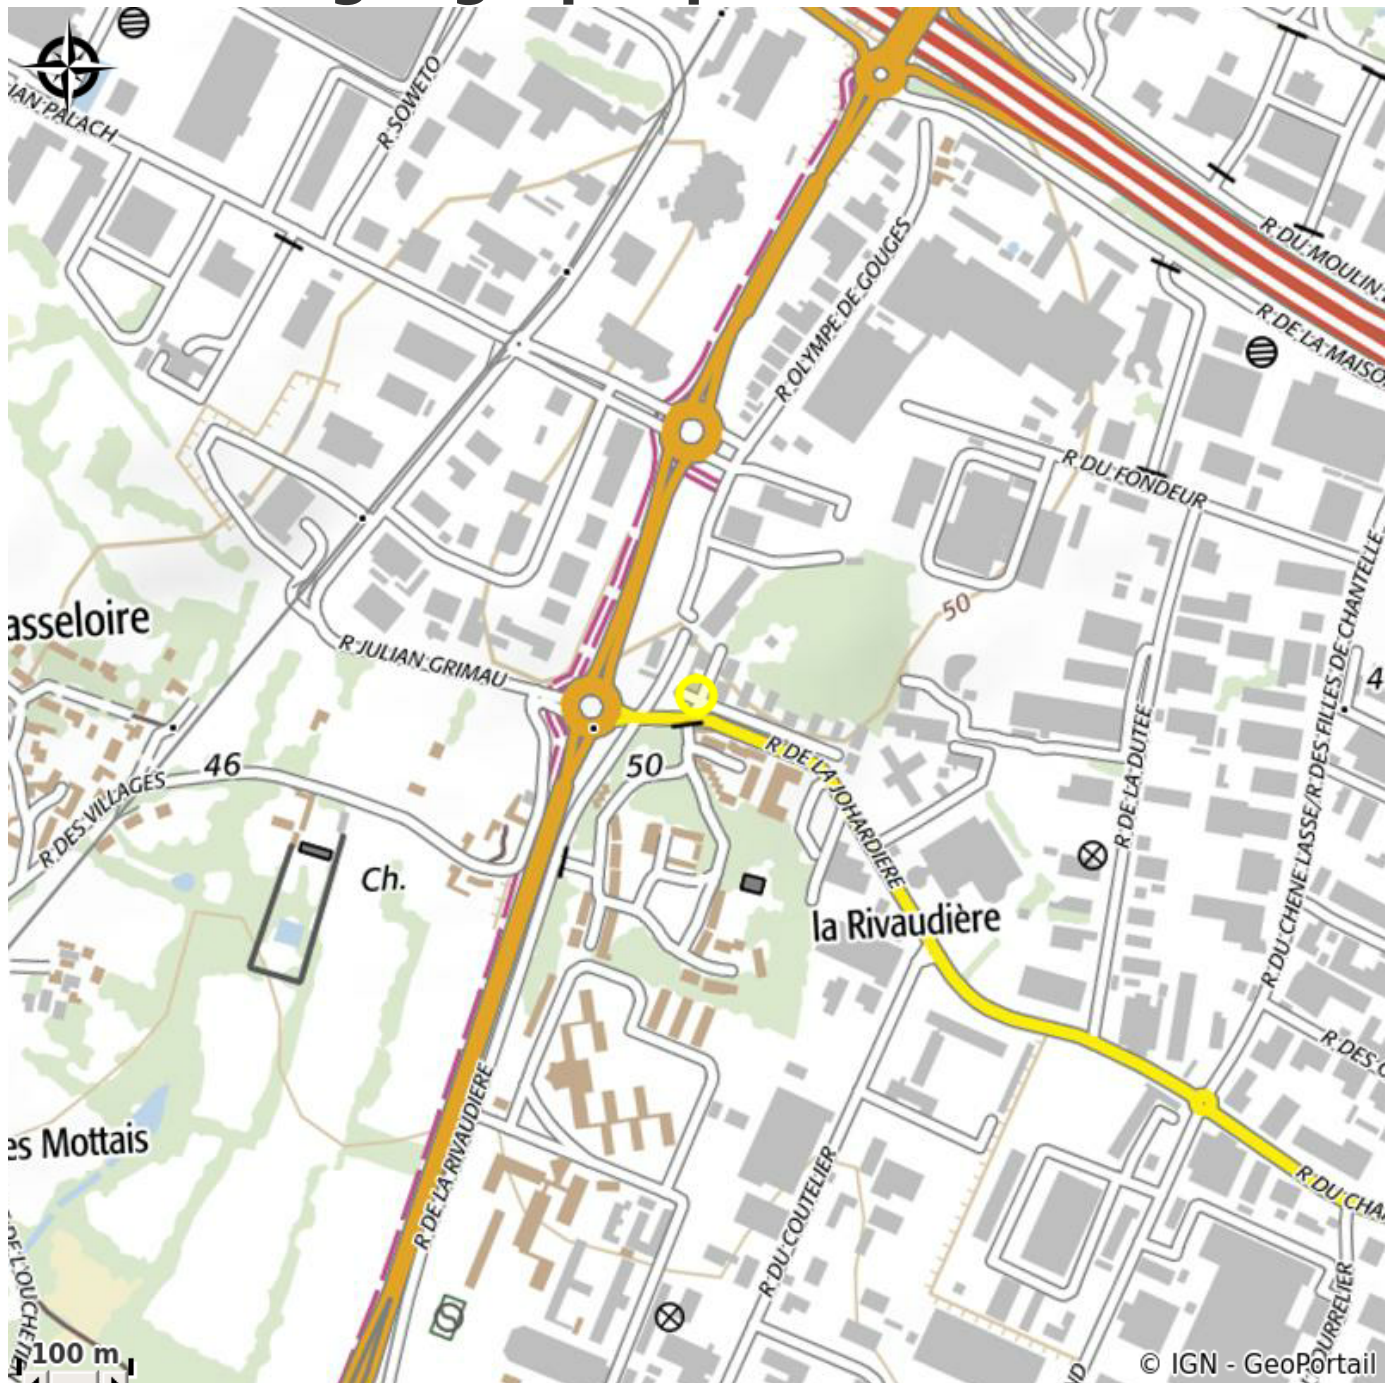 R SOWETO
R DU MOULIN
R OLYMPE DE GOUGES
R DE LA MAISO
R DU FONDEUR
50
asseloire
R JULIAN GRIMAU
R DU CHENE LASSE/R DES FILLES DE CHANTELLE
4
R DE LA JOHARDIERE
R DE LA DUTEE
46
50
R DES VILLAGES
Ch.
la Rivaudière
R DES
es Mottais
R DE LA RIVAUDIERE
R DU COUTELIER
R DU CHA
100 m
© IGN - GeoPortail